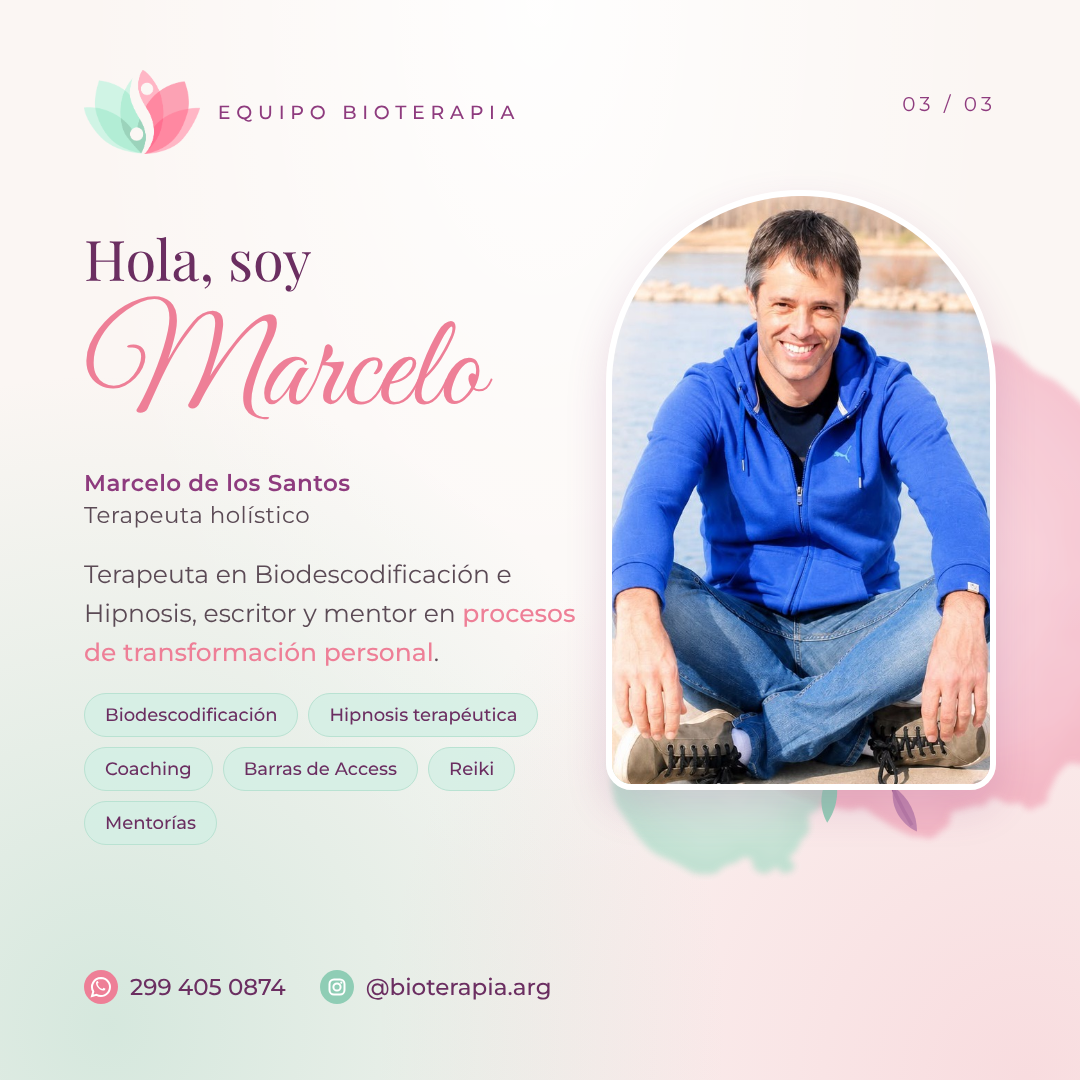 EQUIPO BIOTERAPIA
03 / 03
Hola, soy
Marcelo
Marcelo de los Santos
Terapeuta holístico
Terapeuta en Biodescodificación e
Hipnosis, escritor y mentor en procesos
de transformación personal.
Biodescodificación
Hipnosis terapéutica
Coaching
Barras de Access
Reiki
Mentorías
299 405 0874
@bioterapia.arg